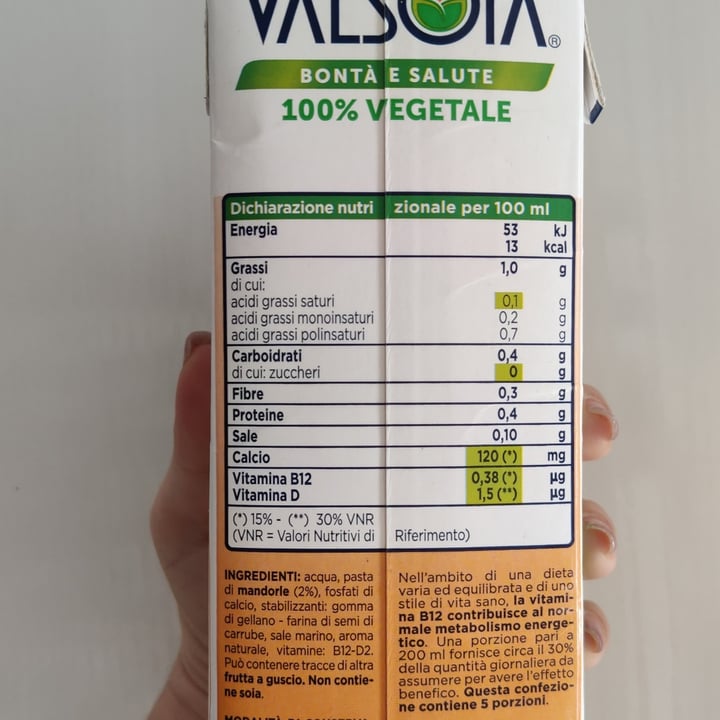 VALSOIA®
BONTÀ E SALUTE
100% VEGETALE
Dichiarazione nutrizionale per 100 ml
Energia 53 kJ
13 kcal
Grassi 1,0 g
di cui:
acidi grassi saturi 0,1 g
acidi grassi monoinsaturi 0,2 g
acidi grassi polinsaturi 0,7 g
Carboidrati 0,4 g
di cui: zuccheri 0 g
Fibre 0,3 g
Proteine 0,4 g
Sale 0,10 g
Calcio 120 (*) mg
Vitamina B12 0,38 (*) µg
Vitamina D 1,5 (**) µg
(*) 15% - (**) 30% VNR
(VNR = Valori Nutritivi di Riferimento)
INGREDIENTI: acqua, pasta
di mandorle (2%), fosfati di
calcio, stabilizzanti: gomma
di gellano - farina di semi di
carrube, sale marino, aroma
naturale, vitamine: B12-D2.
Può contenere tracce di altra
frutta a guscio. Non contie-
ne soia.
Nell'ambito di una dieta
varia ed equilibrata e di uno
stile di vita sano, la vitami-
na B12 contribuisce al nor-
male metabolismo energe-
tico. Una porzione pari a
200 ml fornisce circa il 30%
della quantità giornaliera da
assumere per avere l'effetto
benefico. Questa confezio-
ne contiene 5 porzioni.